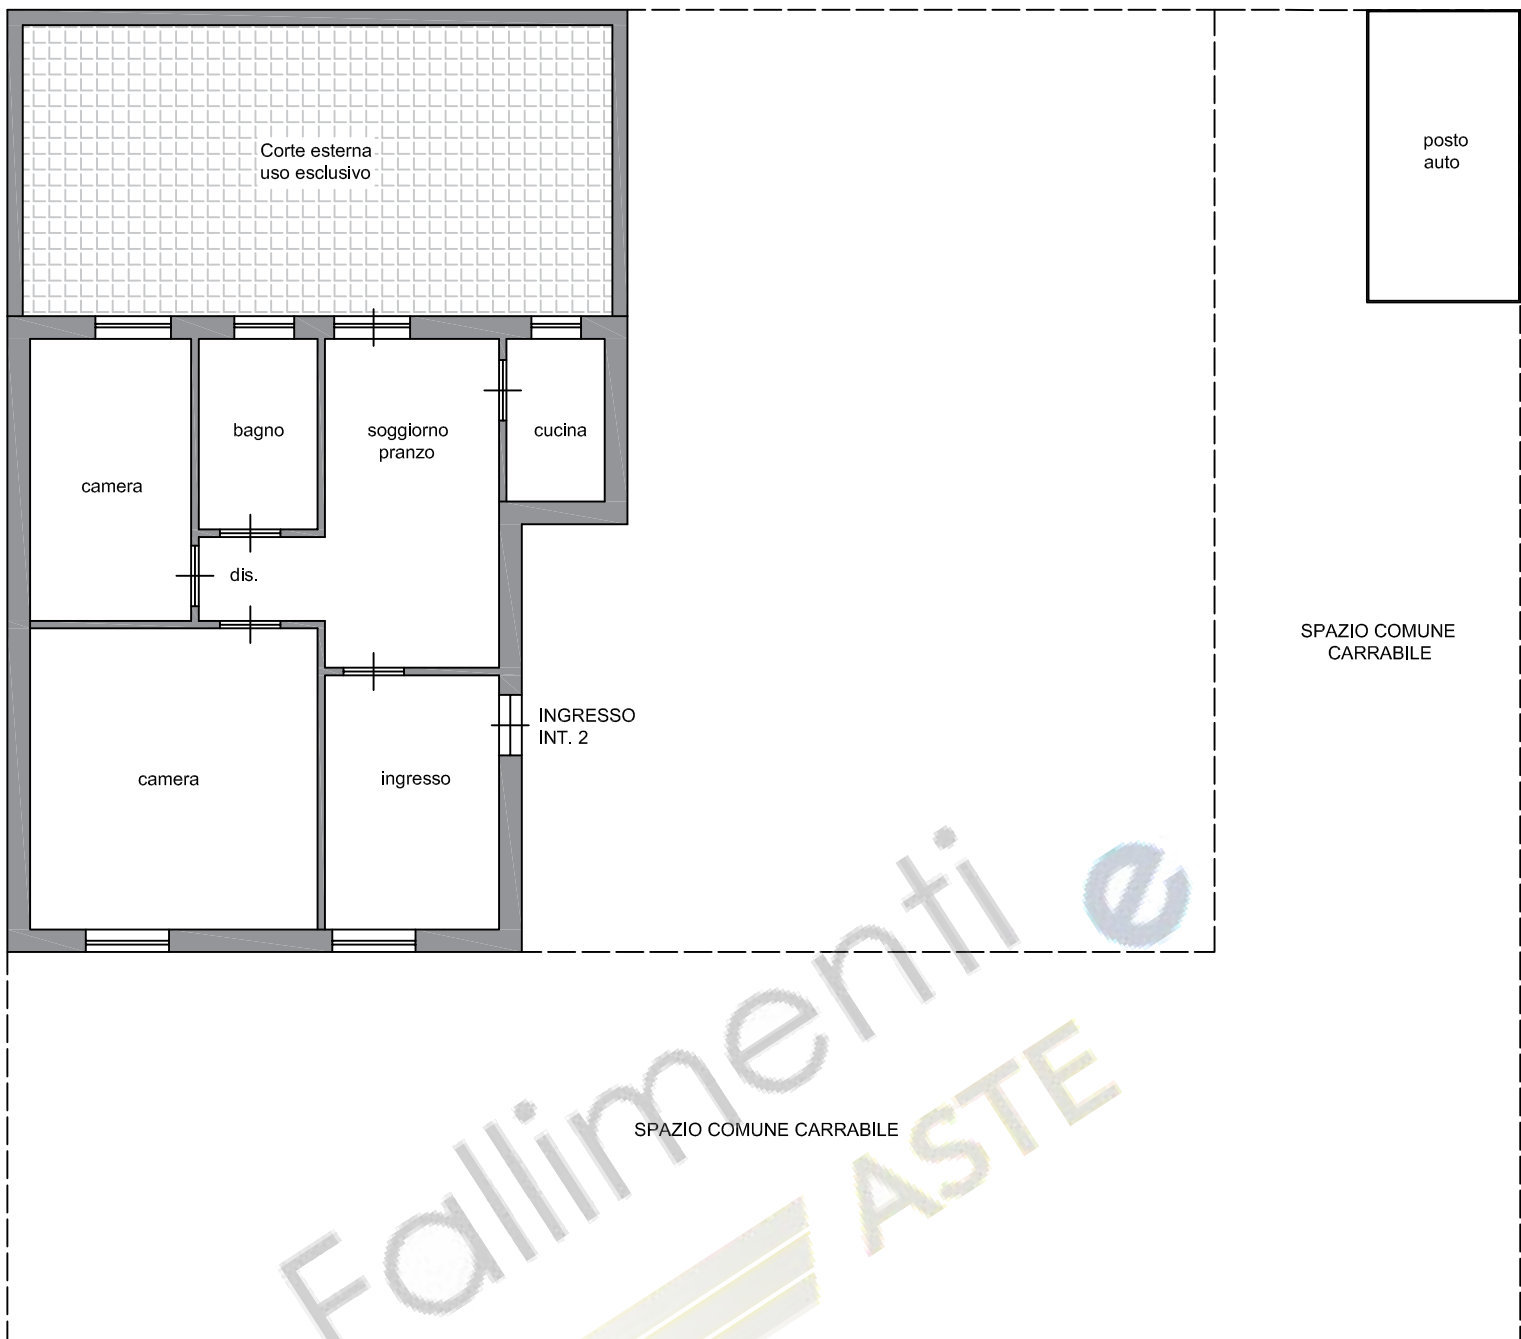 Corte esterna
uso esclusivo
posto
auto
bagno
soggiorno
pranzo
cucina
camera
dis.
SPAZIO COMUNE
CARRABILE
INGRESSO
INT. 2
camera
ingresso
SPAZIO COMUNE CARRABILE
Fallimenti e
ASTE